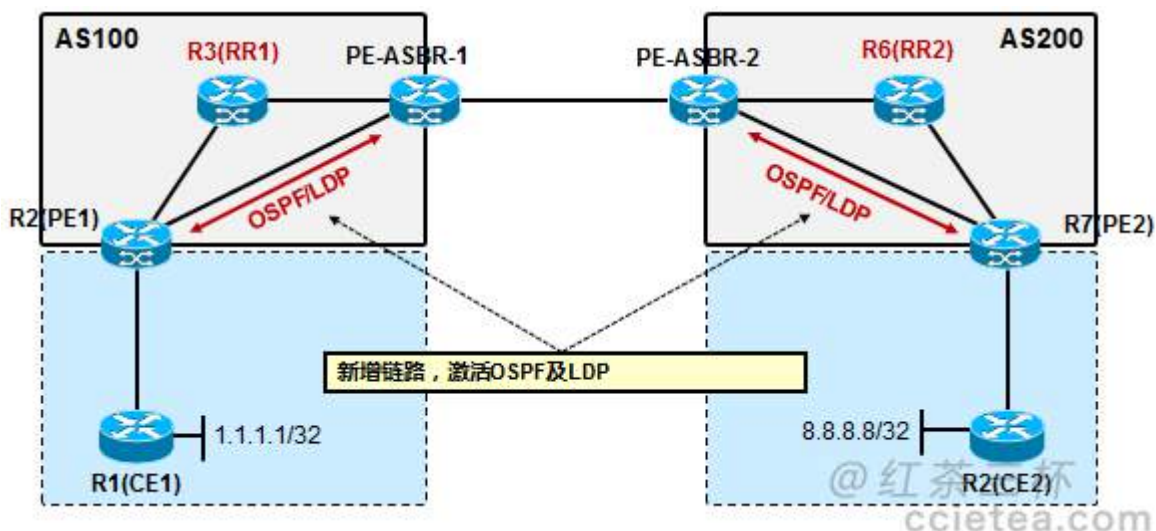 AS100
AS200
R3(RR1)
PE-ASBR-1
PE-ASBR-2
R6(RR2)
OSPF/LDP
OSPF/LDP
R2(PE1)
R7(PE2)
新增链路，激活OSPF及LDP
1.1.1.1/32
8.8.8.8/32
R1(CE1)
R2(CE2)
@红茶三杯
ccietea.com